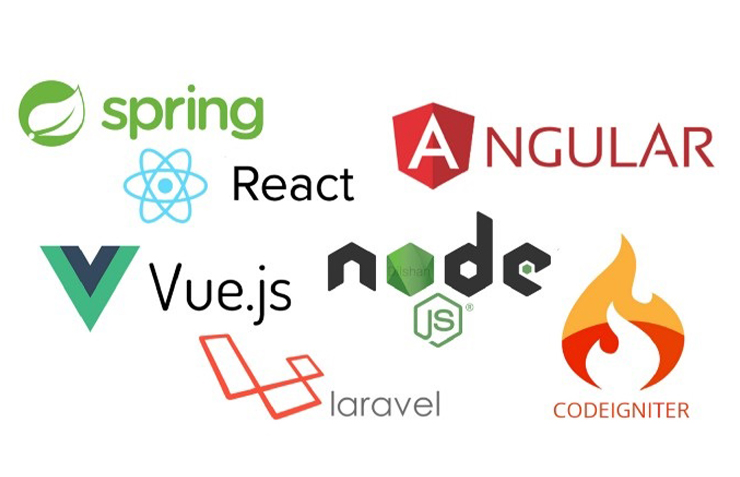 spring
ANGULAR
React
node
JS®
Vue.js
laravel
CODEIGNITER